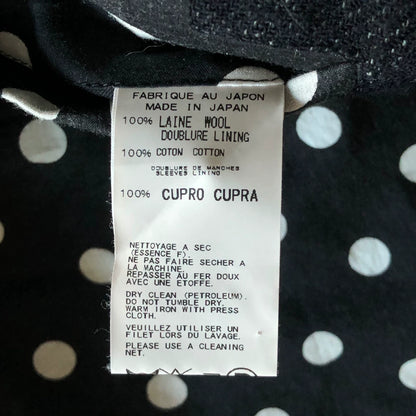 FABRIQUE AU JAPON
MADE IN JAPAN
100% LAINE WOOL
DOUBLURE LINING
100% COTON COTTON
DOUBLURE DE MANCHES
SLEEVES LINING
100% CUPRO CUPRA
NETTOYAGE A SEC
(ESSENCE F).
NE PAS FAIRE SECHER A
LA MACHINE.
REPASSER AU FER DOUX
AVEC UNE ETOFFE.
DRY CLEAN (PETROLEUM).
DO NOT TUMBLE DRY.
WARM IRON WITH PRESS
CLOTH.
VEUILLEZ UTILISER UN
FILET LORS DU LAVAGE.
PLEASE USE A CLEANING
NET.